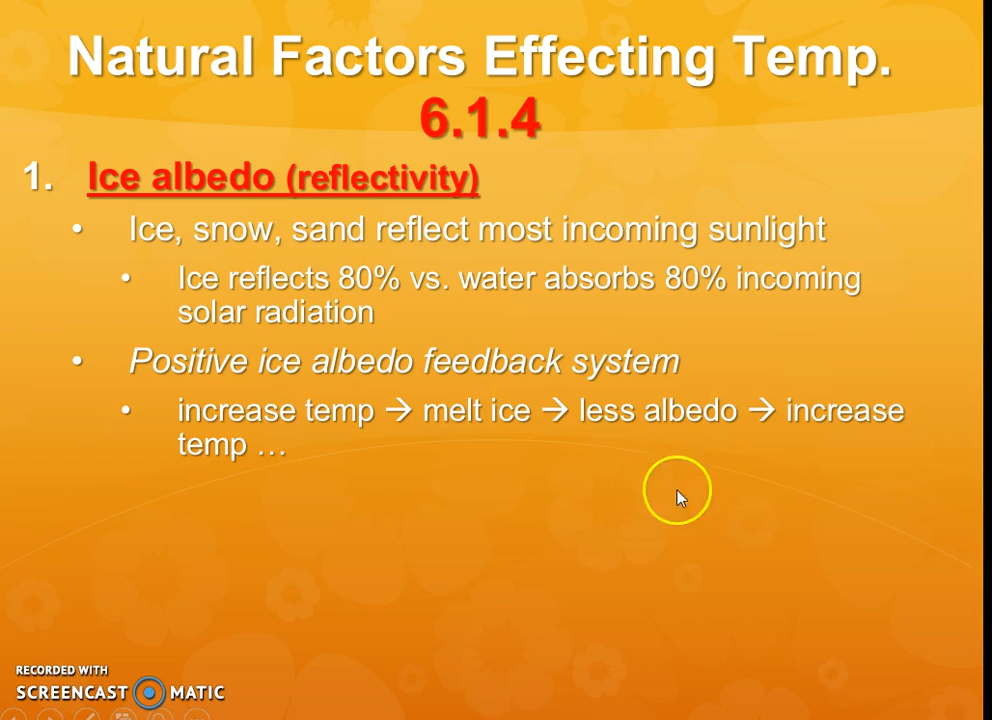 Natural Factors Effecting Temp.
6.1.4
1. Ice albedo (reflectivity)
• Ice, snow, sand reflect most incoming sunlight
• Ice reflects 80% vs. water absorbs 80% incoming
solar radiation
• Positive ice albedo feedback system
• increase temp → melt ice → less albedo → increase
temp …
RECORDED WITH
SCREENCAST MATIC